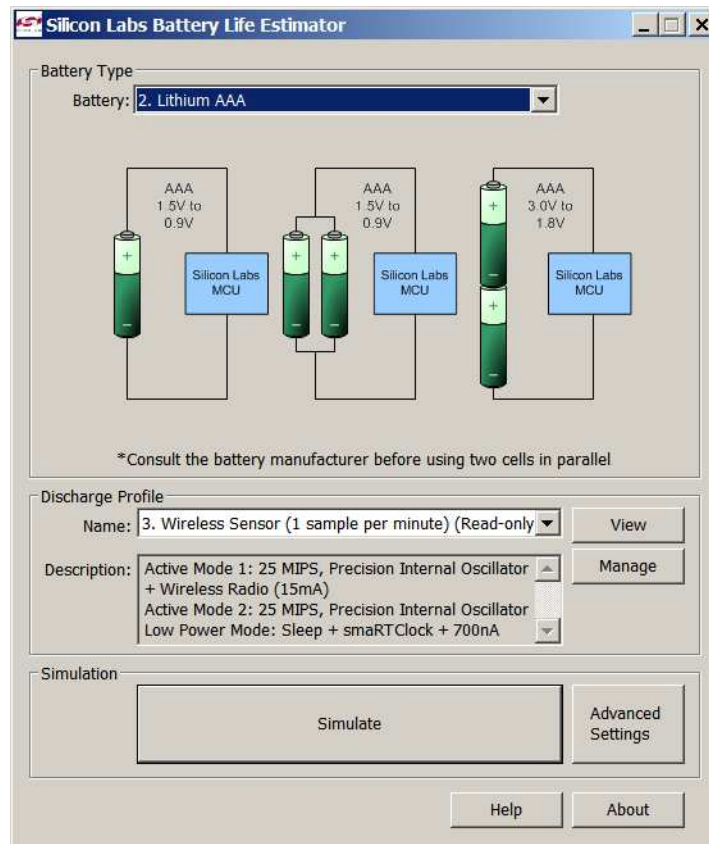 Silicon Labs Battery Life Estimator
Battery Type
Battery: 2. Lithium AAA
AAA
1.5V to
0.9V
+
-
Silicon Labs
MCU
AAA
1.5V to
0.9V
+ +
- -
Silicon Labs
MCU
AAA
3.0V to
1.8V
+
-
+
-
Silicon Labs
MCU
*Consult the battery manufacturer before using two cells in parallel
Discharge Profile
Name: 3. Wireless Sensor (1 sample per minute) (Read-only View
Description: Active Mode 1: 25 MIPS, Precision Internal Oscillator Manage
+ Wireless Radio (15mA)
Active Mode 2: 25 MIPS, Precision Internal Oscillator
Low Power Mode: Sleep + smaRTClock + 700nA
Simulation
Simulate
Advanced
Settings
Help About